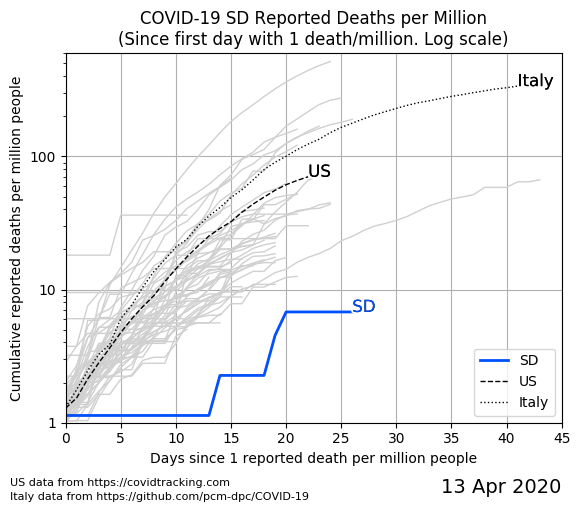 COVID-19 SD Reported Deaths per Million
(Since first day with 1 death/million. Log scale)
Cumulative reported deaths per million people
100
10
1
Italy
US
SD
SD
US
Italy
0 5 10 15 20 25 30 35 40 45
Days since 1 reported death per million people
US data from https://covidtracking.com
Italy data from https://github.com/pcm-dpc/COVID-19
13 Apr 2020